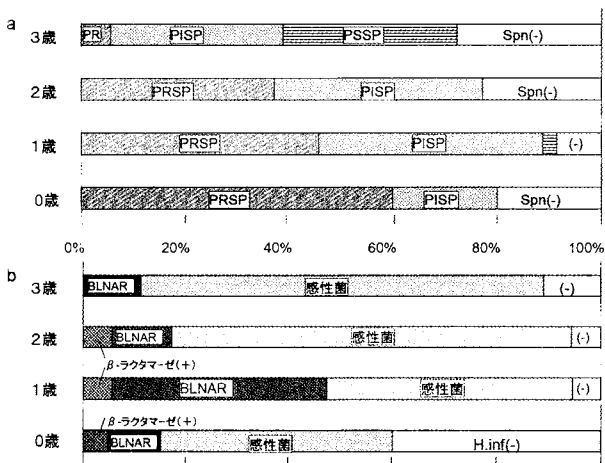 a
3歳 PR PISP PSSP Spn(-)
2歳 PRSP PISP Spn(-)
1歳 PRSP PISP (-)
0歳 PRSP PISP Spn(-)
0% 20% 40% 60% 80% 100%
b
3歳 BLNAR 感性菌 (-)
2歳 BLNAR 感性菌 (-)
β-ラクタマーゼ(+)
1歳 BLNAR 感性菌 (-)
β-ラクタマーゼ(+)
0歳 BLNAR 感性菌 H.inf(-)